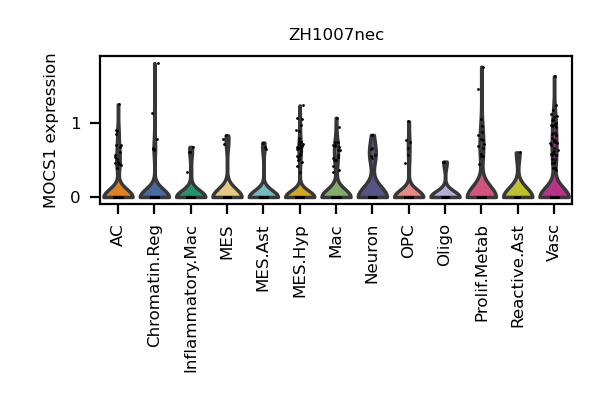 ZH1007nec
MOCS1 expression
1
0
AC
Chromatin.Reg
Inflammatory.Mac
MES
MES.Ast
MES.Hyp
Mac
Neuron
OPC
Oligo
Prolif.Metab
Reactive.Ast
Vasc